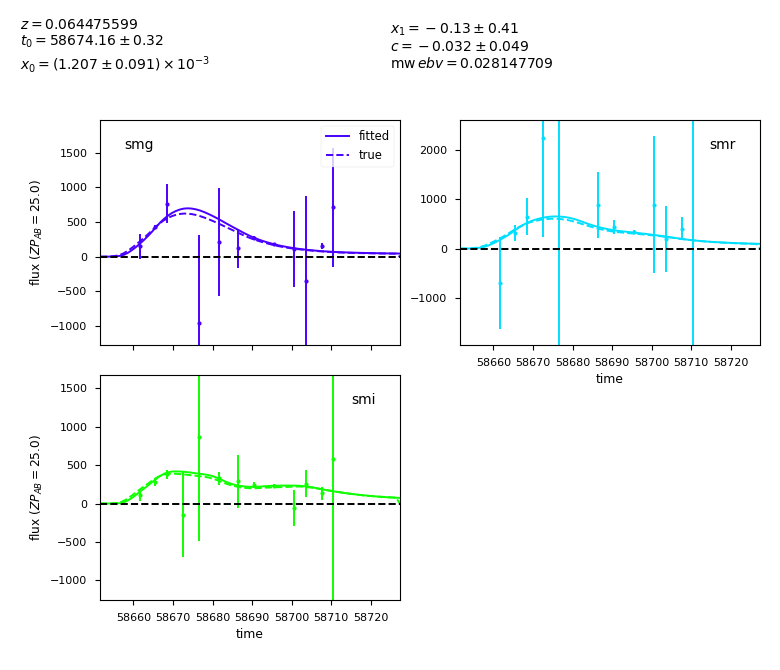 z = 0.064475599
t₀ = 58674.16 ± 0.32
x₀ = (1.207 ± 0.091) × 10⁻³
x₁ = −0.13 ± 0.41
c = −0.032 ± 0.049
mw ebv = 0.028147709
smg
fitted
true
1500
1000
500
0
−500
−1000
flux (ZP_AB = 25.0)
smr
2000
1000
0
−1000
58660 58670 58680 58690 58700 58710 58720
time
smi
1500
1000
500
0
−500
−1000
flux (ZP_AB = 25.0)
58660 58670 58680 58690 58700 58710 58720
time